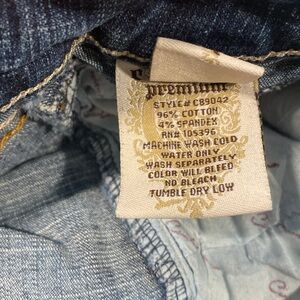 premium
STYLE# CB9042
96% COTTON
4% SPANDEX
RN# 105396
MACHINE WASH COLD
WATER ONLY
WASH SEPARATELY
COLOR WILL BLEED
NO BLEACH
TUMBLE DRY LOW